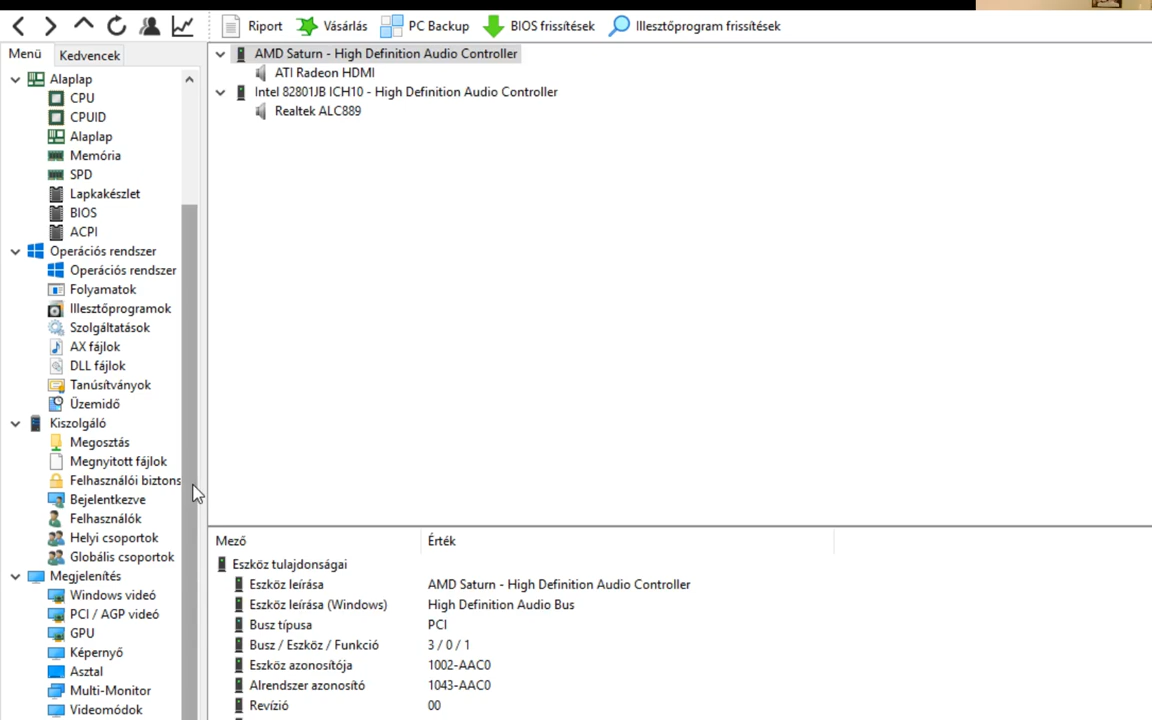 Riport Vásárlás PC Backup BIOS frissítések Illesztőprogram frissítések
Menü Kedvencek
Alaplap
CPU
CPUID
Alaplap
Memória
SPD
Lapkakészlet
BIOS
ACPI
Operációs rendszer
Operációs rendszer
Folyamatok
Illesztőprogramok
Szolgáltatások
AX fájlok
DLL fájlok
Tanúsítványok
Üzemidő
Kiszolgáló
Megosztás
Megnyitott fájlok
Felhasználói biztons
Bejelentkezve
Felhasználók
Helyi csoportok
Globális csoportok
Megjelenítés
Windows videó
PCI / AGP videó
GPU
Képernyő
Asztal
Multi-Monitor
Videomódok
AMD Saturn - High Definition Audio Controller
ATI Radeon HDMI
Intel 82801JB ICH10 - High Definition Audio Controller
Realtek ALC889
Mező Érték
Eszköz tulajdonságai
Eszköz leírása AMD Saturn - High Definition Audio Controller
Eszköz leírása (Windows) High Definition Audio Bus
Busz típusa PCI
Busz / Eszköz / Funkció 3 / 0 / 1
Eszköz azonosítója 1002-AAC0
Alrendszer azonosító 1043-AAC0
Revízió 00